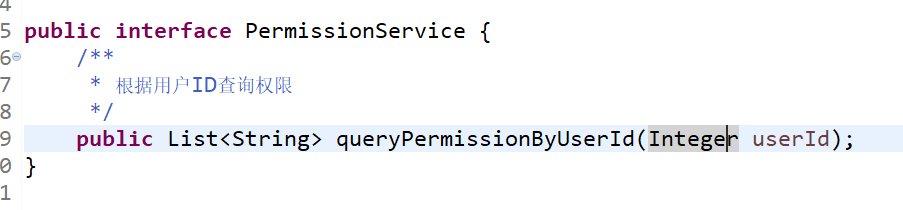 4
5 public interface PermissionService {
6 /**
7 * 根据用户ID查询权限
8 */
9 public List<String> queryPermissionByUserId(Integer userId);
0 }
1